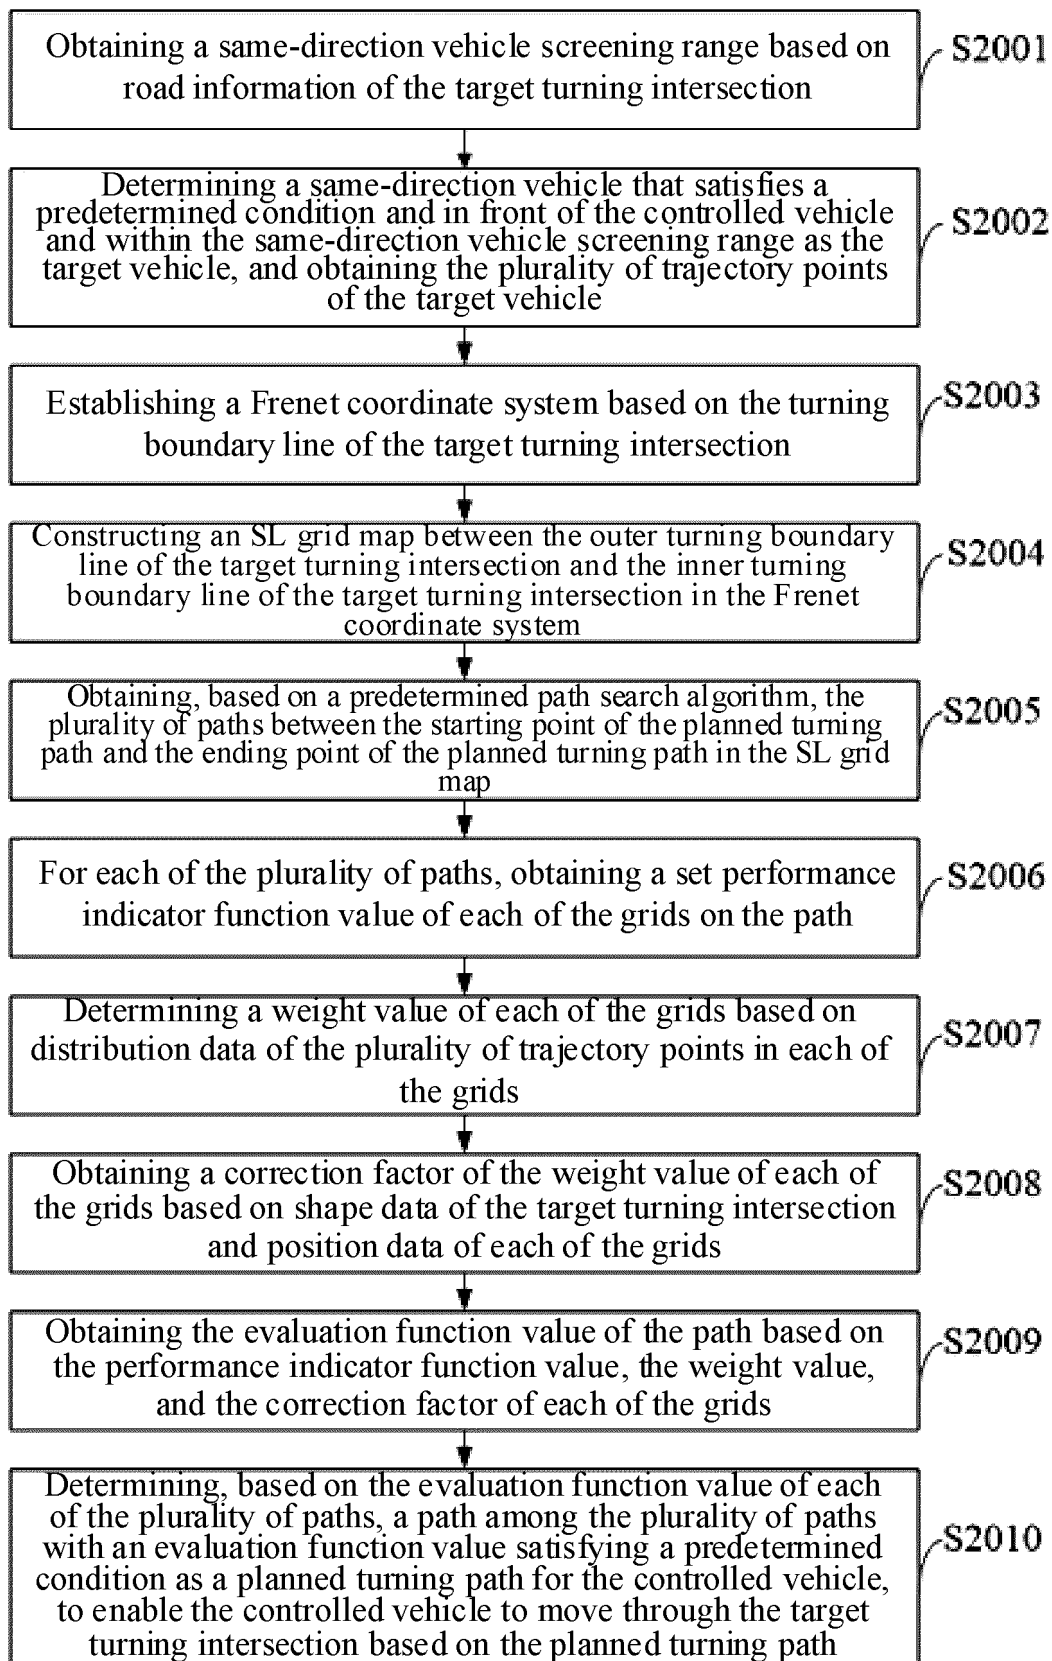 Obtaining a same-direction vehicle screening range based on
road information of the target turning intersection
S2001
Determining a same-direction vehicle that satisfies a
predetermined condition and in front of the controlled vehicle
and within the same-direction vehicle screening range as the
target vehicle, and obtaining the plurality of trajectory points
of the target vehicle
S2002
Establishing a Frenet coordinate system based on the turning
boundary line of the target turning intersection
S2003
Constructing an SL grid map between the outer turning boundary
line of the target turning intersection and the inner turning
boundary line of the target turning intersection in the Frenet
coordinate system
S2004
Obtaining, based on a predetermined path search algorithm, the
plurality of paths between the starting point of the planned turning
path and the ending point of the planned turning path in the SL grid
map
S2005
For each of the plurality of paths, obtaining a set performance
indicator function value of each of the grids on the path
S2006
Determining a weight value of each of the grids based on
distribution data of the plurality of trajectory points in each of
the grids
S2007
Obtaining a correction factor of the weight value of each of
the grids based on shape data of the target turning intersection
and position data of each of the grids
S2008
Obtaining the evaluation function value of the path based on
the performance indicator function value, the weight value,
and the correction factor of each of the grids
S2009
Determining, based on the evaluation function value of each
of the plurality of paths, a path among the plurality of paths
with an evaluation function value satisfying a predetermined
condition as a planned turning path for the controlled vehicle,
to enable the controlled vehicle to move through the target
turning intersection based on the planned turning path
S2010